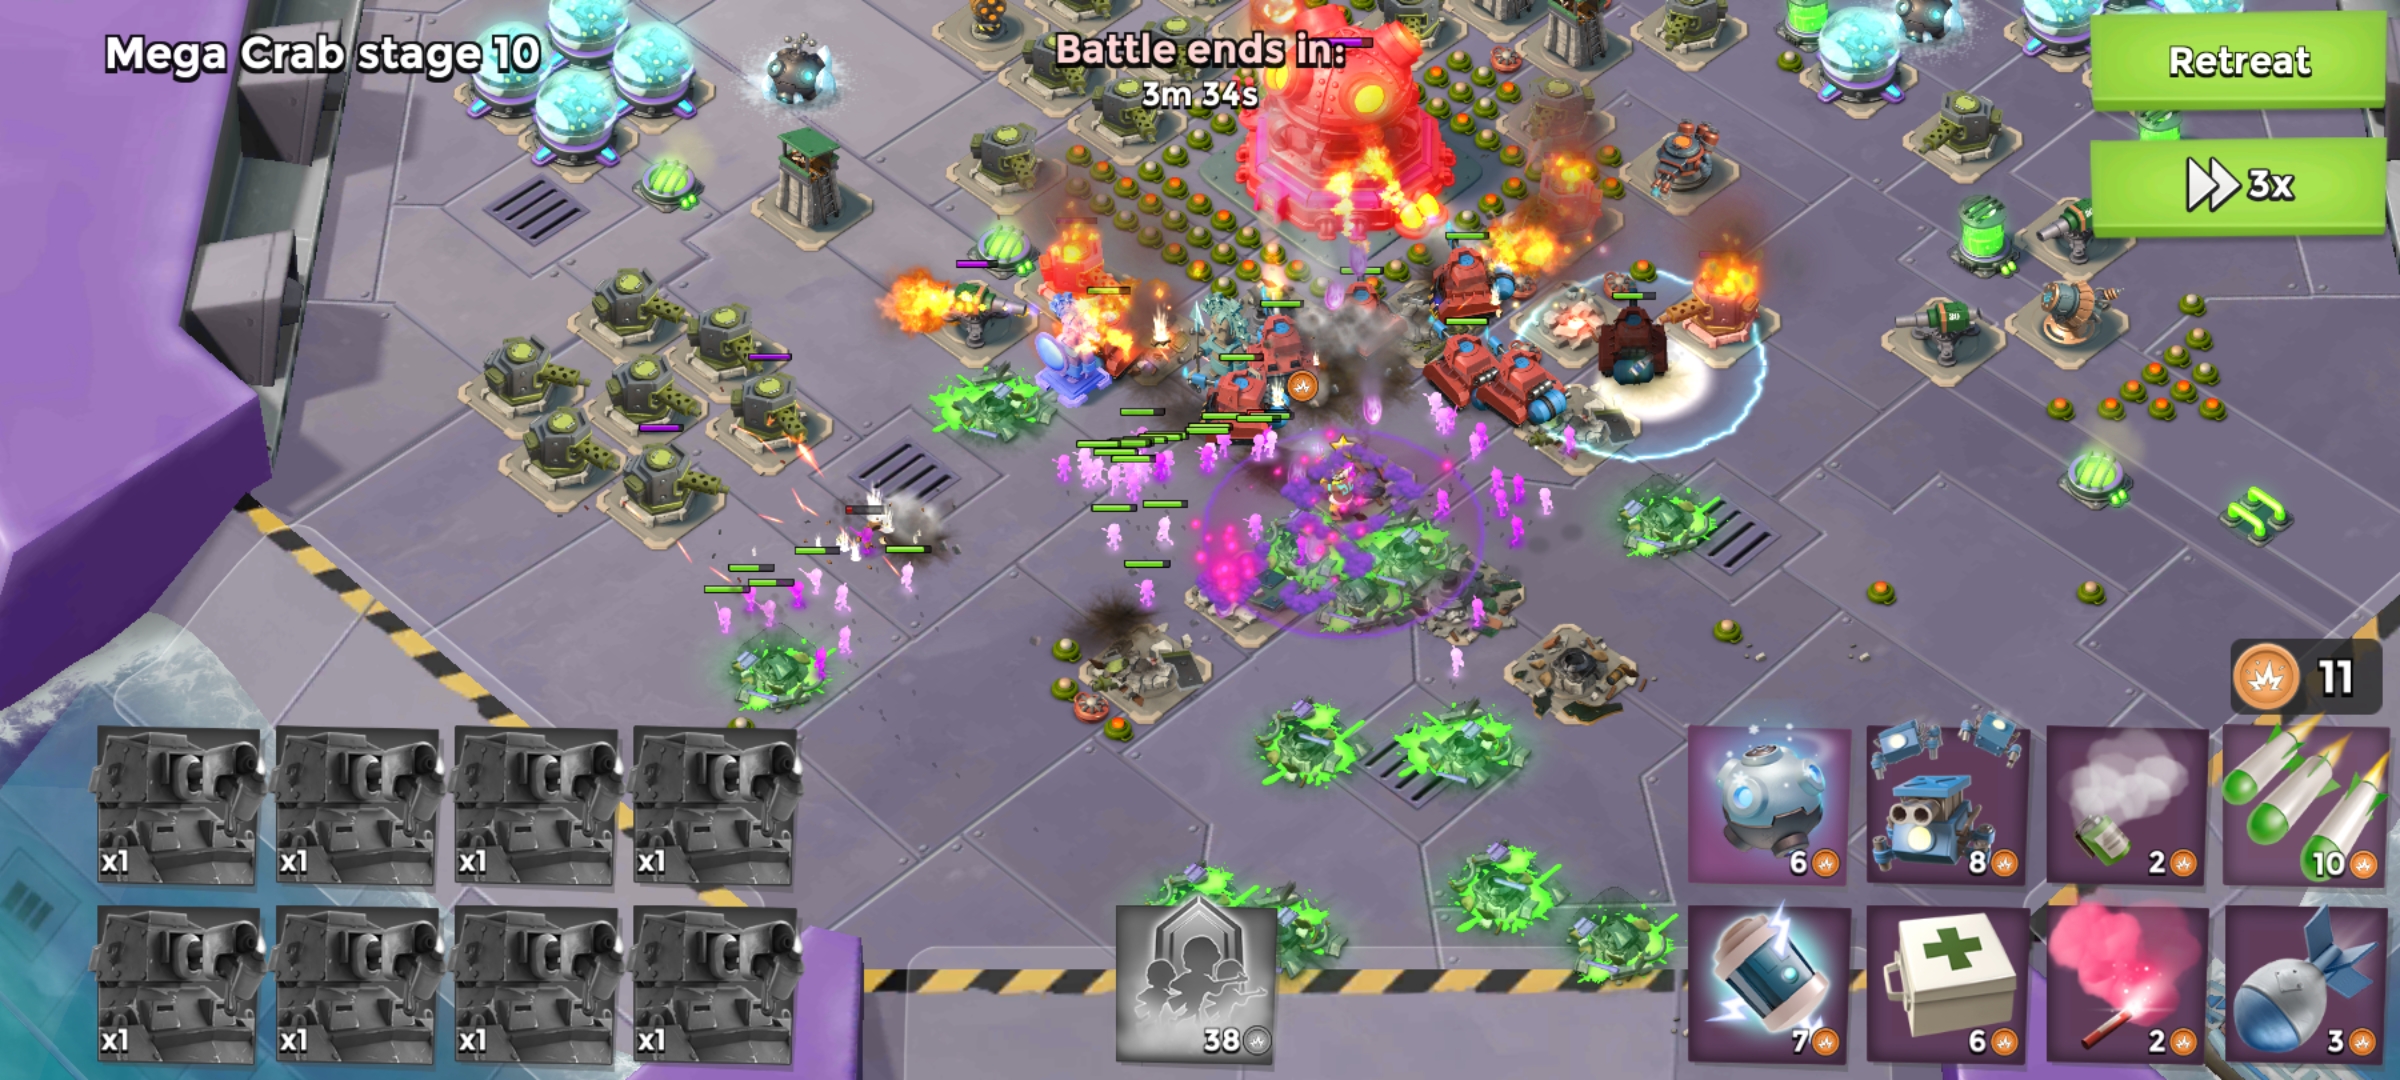 Mega Crab stage 10
Battle ends in:
3m 34s
Retreat
3x
11
x1
x1
x1
x1
6
8
2
10
x1
x1
x1
x1
38
7
6
2
3